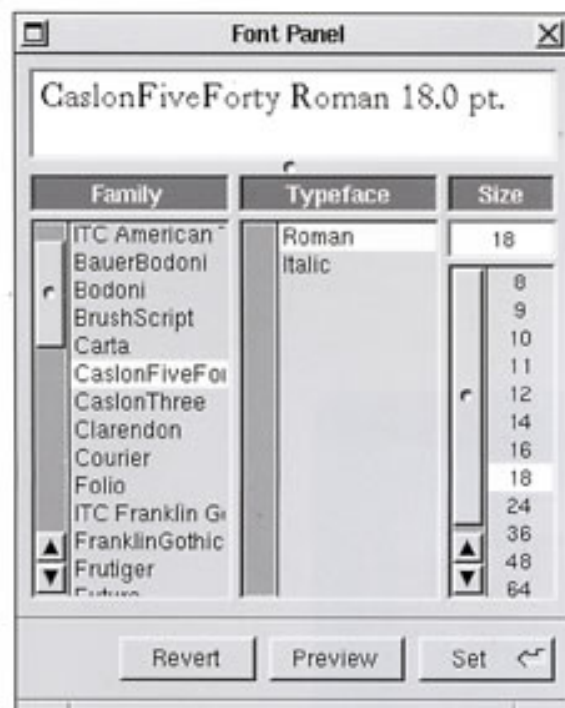 Font Panel
CaslonFiveForty Roman 18.0 pt.
Family
ITC American
BauerBodoni
Bodoni
BrushScript
Carta
CaslonFiveFor
CaslonThree
Clarendon
Courier
Folio
ITC Franklin G
FranklinGothic
Frutiger
Typeface
Roman
Italic
Size
18
8
9
10
11
12
14
16
18
24
36
48
64
Revert
Preview
Set